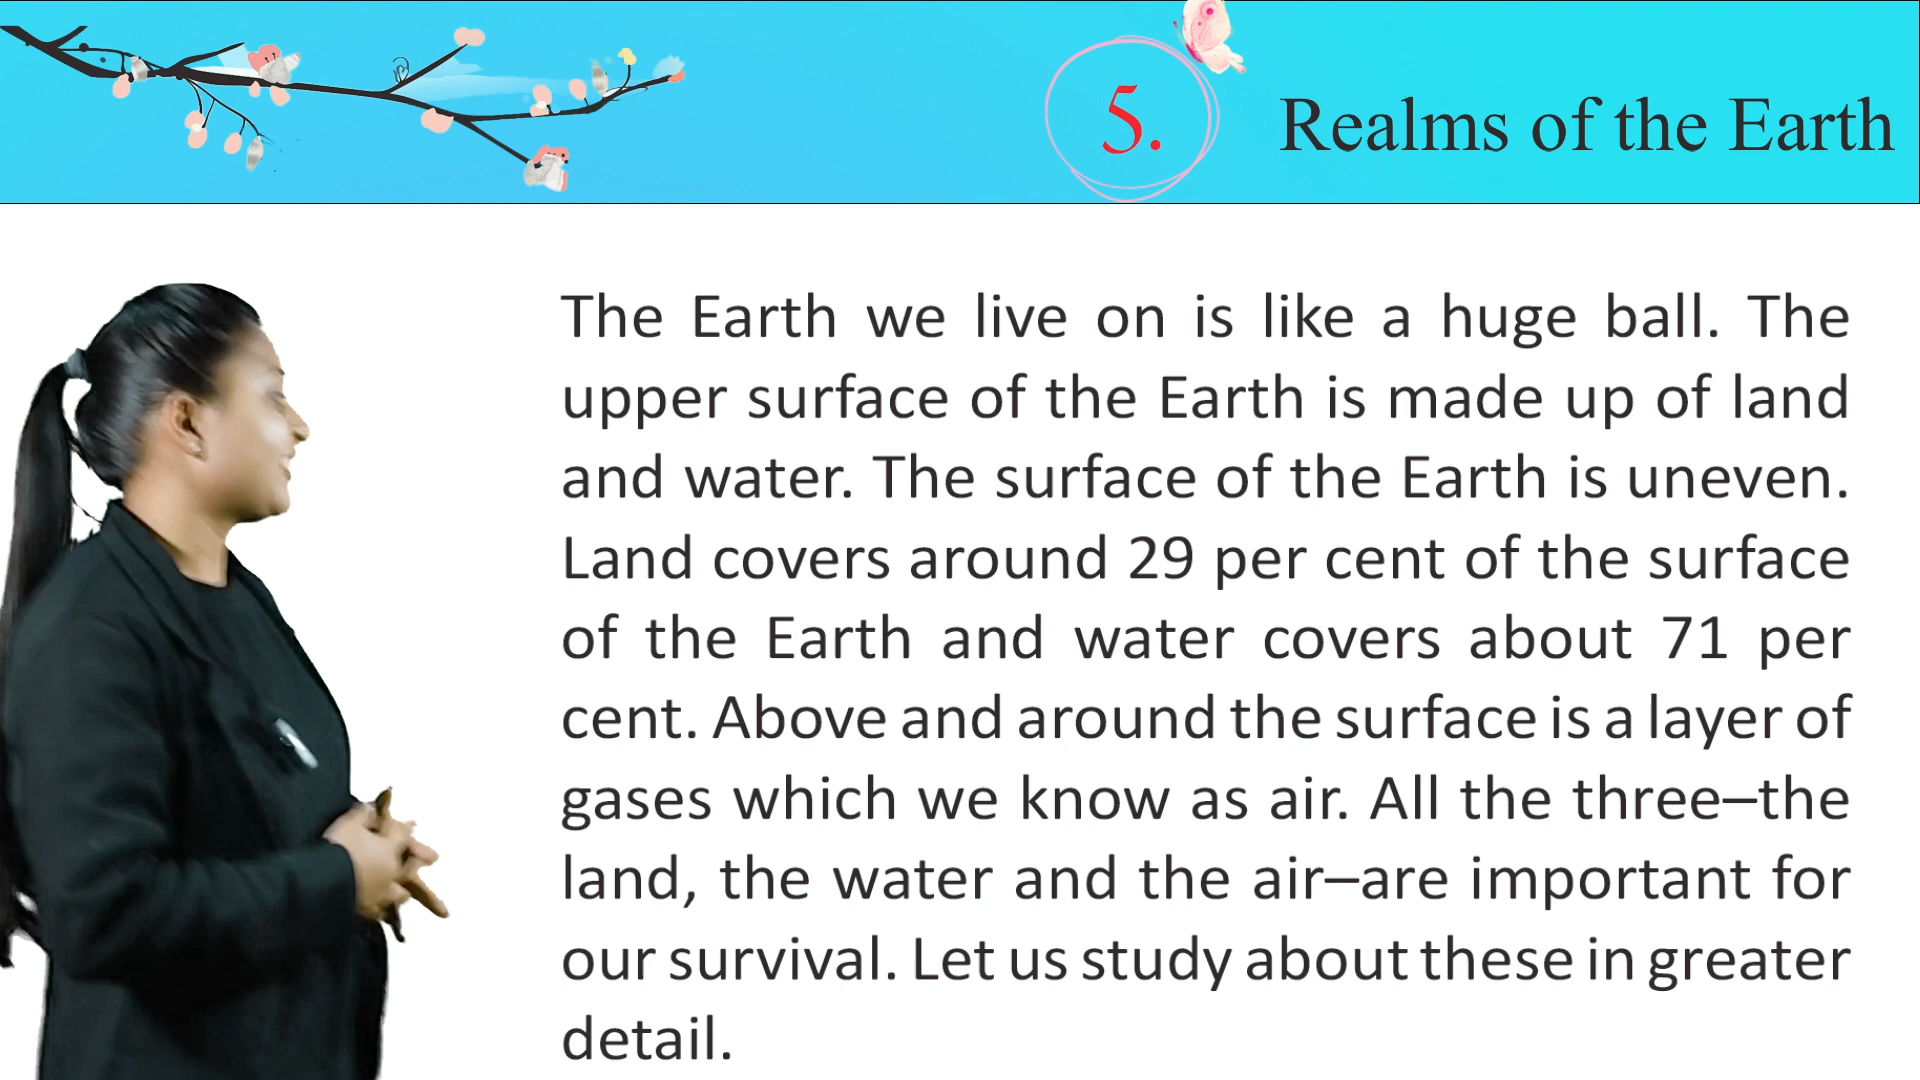 5.
Realms of the Earth
The Earth we live on is like a huge ball. The
upper surface of the Earth is made up of land
and water. The surface of the Earth is uneven.
Land covers around 29 per cent of the surface
of the Earth and water covers about 71 per
cent. Above and around the surface is a layer of
gases which we know as air. All the three–the
land, the water and the air–are important for
our survival. Let us study about these in greater
detail.